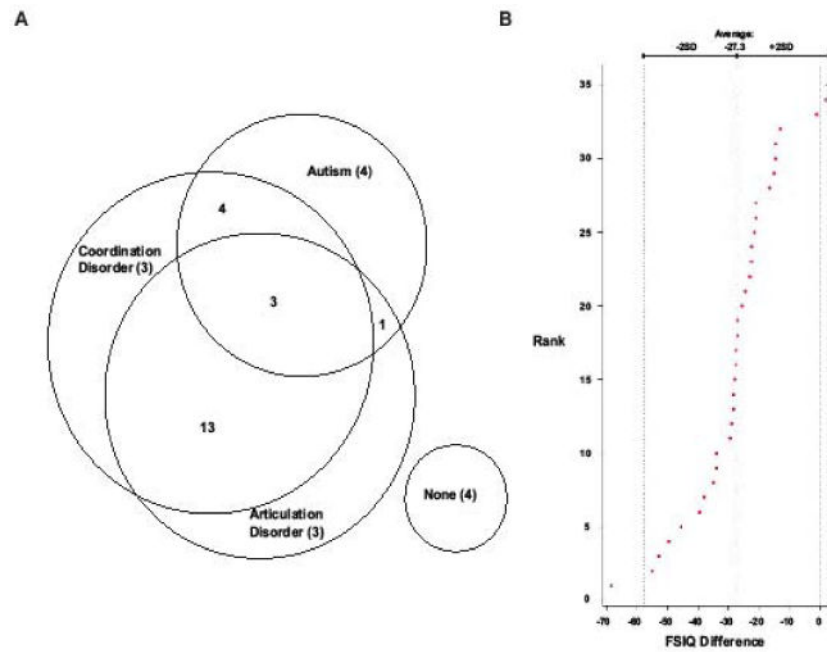 A
B
Average:
-2SD
-27.3
+2SD
Autism (4)
4
Coordination
Disorder (3)
3
1
13
Articulation
Disorder (3)
None (4)
35
30
25
20
Rank
15
10
5
0
-70
-60
-50
-40
-30
-20
-10
0
FSIQ Difference